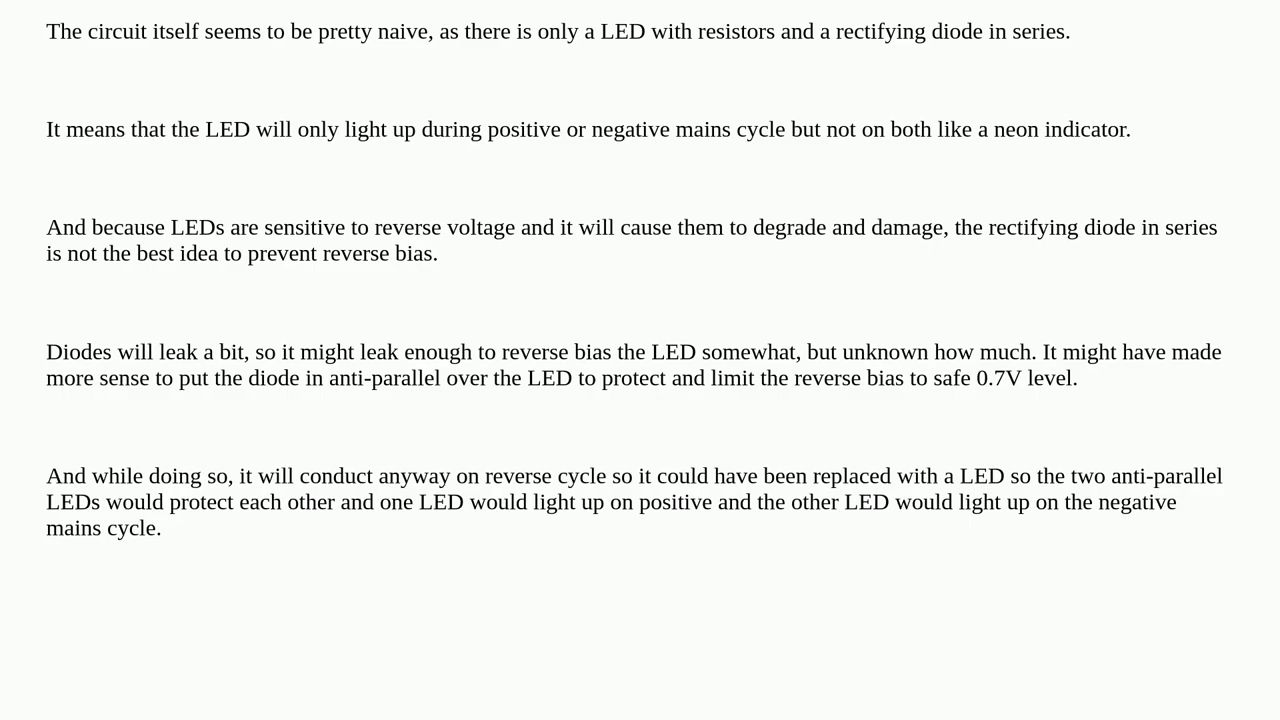 The circuit itself seems to be pretty naive, as there is only a LED with resistors and a rectifying diode in series.
It means that the LED will only light up during positive or negative mains cycle but not on both like a neon indicator.
And because LEDs are sensitive to reverse voltage and it will cause them to degrade and damage, the rectifying diode in series
is not the best idea to prevent reverse bias.
Diodes will leak a bit, so it might leak enough to reverse bias the LED somewhat, but unknown how much. It might have made
more sense to put the diode in anti-parallel over the LED to protect and limit the reverse bias to safe 0.7V level.
And while doing so, it will conduct anyway on reverse cycle so it could have been replaced with a LED so the two anti-parallel
LEDs would protect each other and one LED would light up on positive and the other LED would light up on the negative
mains cycle.